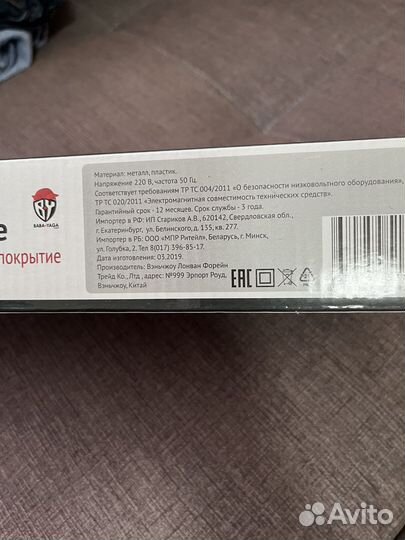 Материал: металл, пластик.
Напряжение 220 В, частота 50 Гц.
Соответствует требованиям ТР ТС 004/2011 «О безопасности низковольтного оборудования»,
ТР ТС 020/2011 «Электромагнитная совместимость технических средств».
Гарантийный срок - 12 месяцев. Срок службы - 3 года.
Импортер в РФ: ИП Стариков А.В., 620142, Свердловская обл.,
г. Екатеринбург, ул. Белинского, д. 135, кв. 277.
Импортер в РБ: ООО «МПР Ритейл», Беларусь, г. Минск,
ул. Голубка, 2. Тел. 8(017) 396-85-17.
Дата изготовления: 03.2019.
Производитель: Вэньчжоу Лонван Форейн
Трейд Ко., Лтд , адрес: №999 Эрпорт Роуд,
Вэньчжоу, Китай
BABA-YAGA
е
покрытие
EAC
Avito